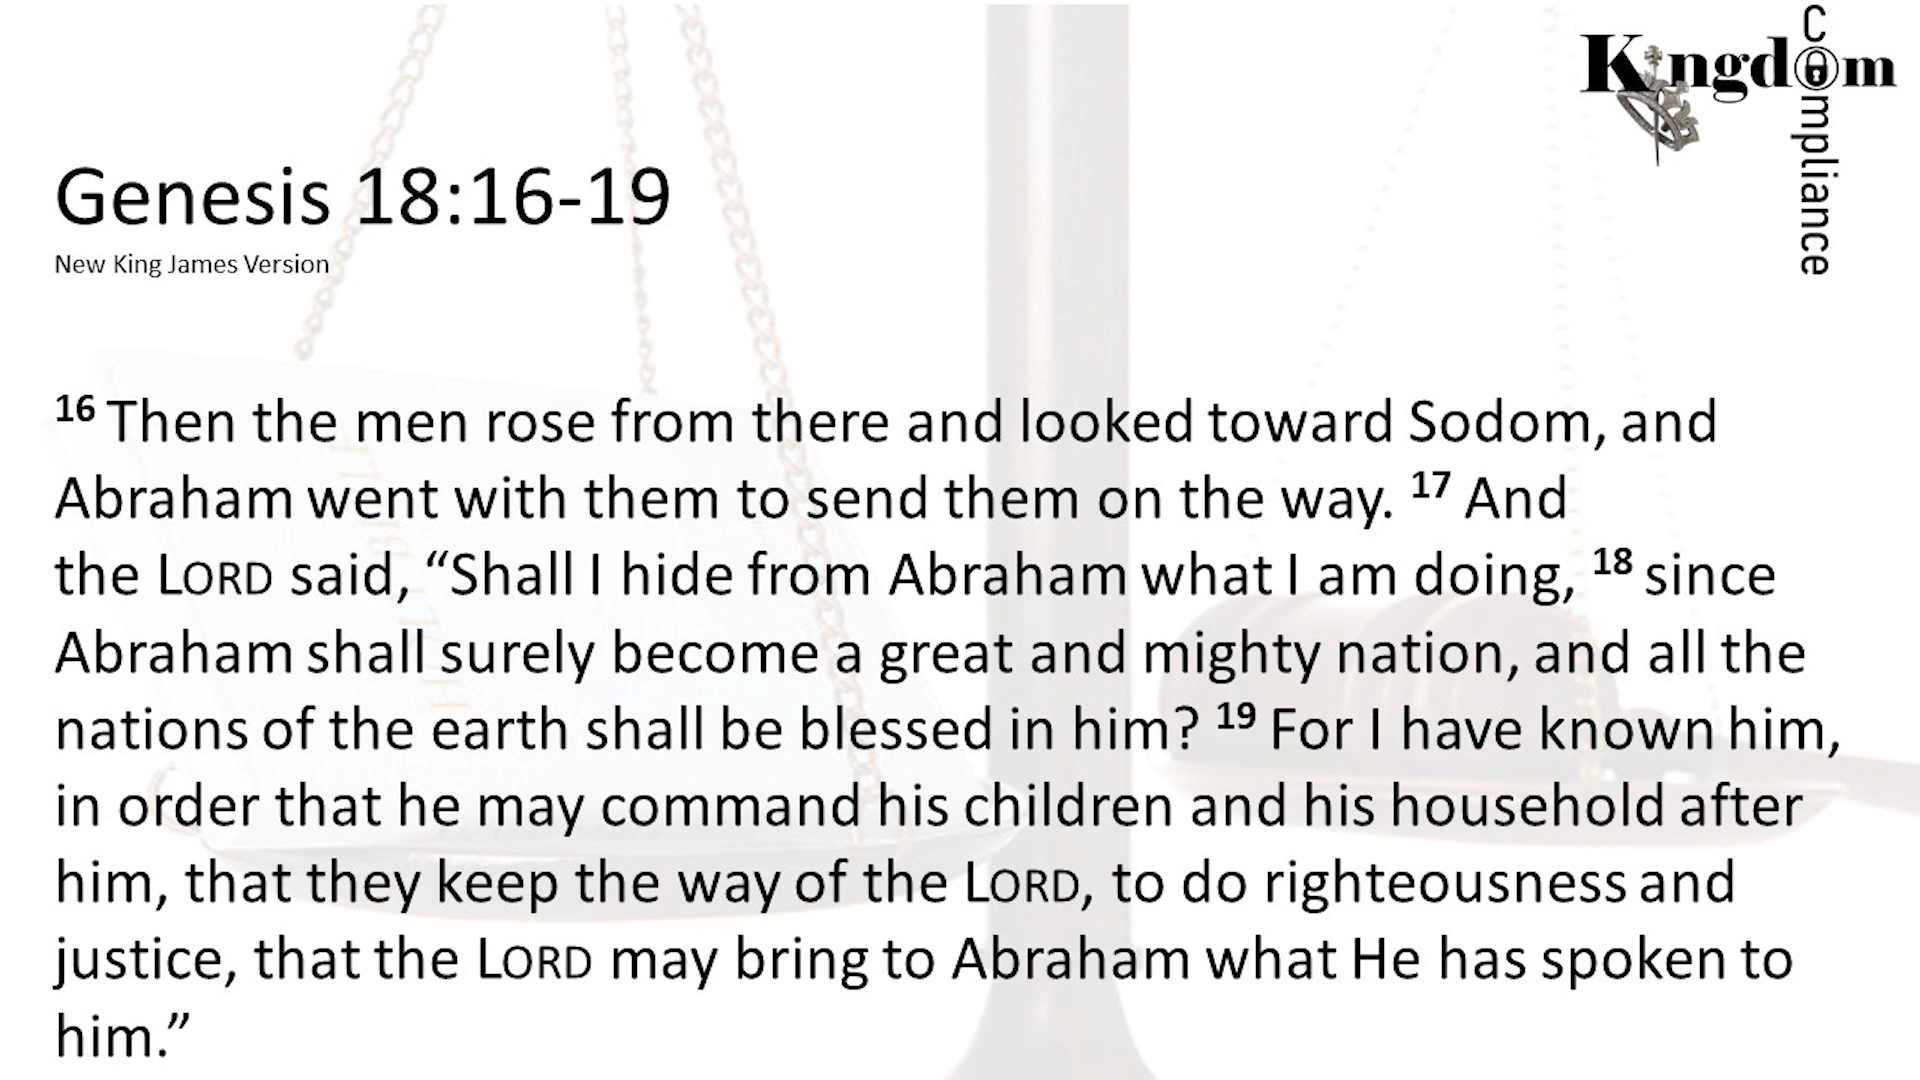 Kingdom
Compliance
Genesis 18:16-19
New King James Version
16 Then the men rose from there and looked toward Sodom, and
Abraham went with them to send them on the way. 17 And
the LORD said, “Shall I hide from Abraham what I am doing, 18 since
Abraham shall surely become a great and mighty nation, and all the
nations of the earth shall be blessed in him? 19 For I have known him,
in order that he may command his children and his household after
him, that they keep the way of the LORD, to do righteousness and
justice, that the LORD may bring to Abraham what He has spoken to
him.”